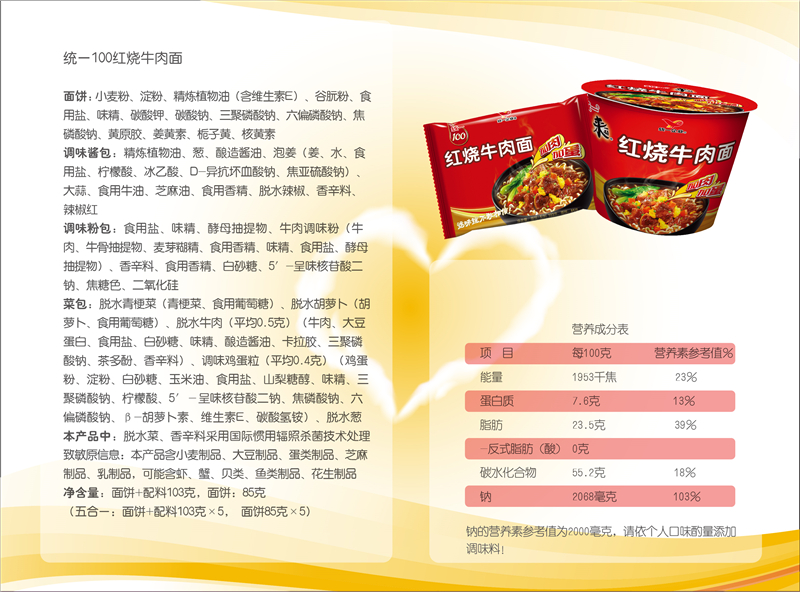 统一100红烧牛肉面
面饼：小麦粉、淀粉、精炼植物油（含维生素E）、谷朊粉、食
用盐、味精、碳酸钾、碳酸钠、三聚磷酸钠、六偏磷酸钠、焦
磷酸钠、黄原胶、姜黄素、栀子黄、核黄素
调味酱包：精炼植物油、葱、酿造酱油、泡姜（姜、水、食
用盐、柠檬酸、冰乙酸、D-异抗坏血酸钠、焦亚硫酸钠）、
大蒜、食用牛油、芝麻油、食用香精、脱水辣椒、香辛料、
辣椒红
调味粉包：食用盐、味精、酵母抽提物、牛肉调味粉（牛
肉、牛骨抽提物、麦芽糊精、食用香精、味精、食用盐、酵母
抽提物）、香辛料、食用香精、白砂糖、5′-呈味核苷酸二
钠、焦糖色、二氧化硅
菜包：脱水青梗菜（青梗菜、食用葡萄糖）、脱水胡萝卜（胡
萝卜、食用葡萄糖）、脱水牛肉（平均0.5克）（牛肉、大豆
蛋白、食用盐、白砂糖、味精、酿造酱油、卡拉胶、三聚磷
酸钠、茶多酚、香辛料）、调味鸡蛋粒（平均0.4克）（鸡蛋
粉、淀粉、白砂糖、玉米油、食用盐、山梨糖醇、味精、三
聚磷酸钠、柠檬酸、5′-呈味核苷酸二钠、焦磷酸钠、六
偏磷酸钠、β-胡萝卜素、维生素E、碳酸氢铵）、脱水葱
本产品中：脱水菜、香辛料采用国际惯用辐照杀菌技术处理
致敏原信息：本产品含小麦制品、大豆制品、蛋类制品、芝麻
制品、乳制品，可能含虾、蟹、贝类、鱼类制品、花生制品
净含量：面饼+配料103克，面饼：85克
（五合一：面饼+配料103克×5， 面饼85克×5）
统一
100
红烧牛肉面
加肉
加量
红烧牛肉面
来一桶
统一企业
红烧牛肉面
加肉
加量
营养成分表
项 目 每100克 营养素参考值%
能量 1953千焦 23%
蛋白质 7.6克 13%
脂肪 23.5克 39%
-反式脂肪（酸） 0克
碳水化合物 55.2克 18%
钠 2068毫克 103%
钠的营养素参考值为2000毫克，请依个人口味酌量添加
调味料！